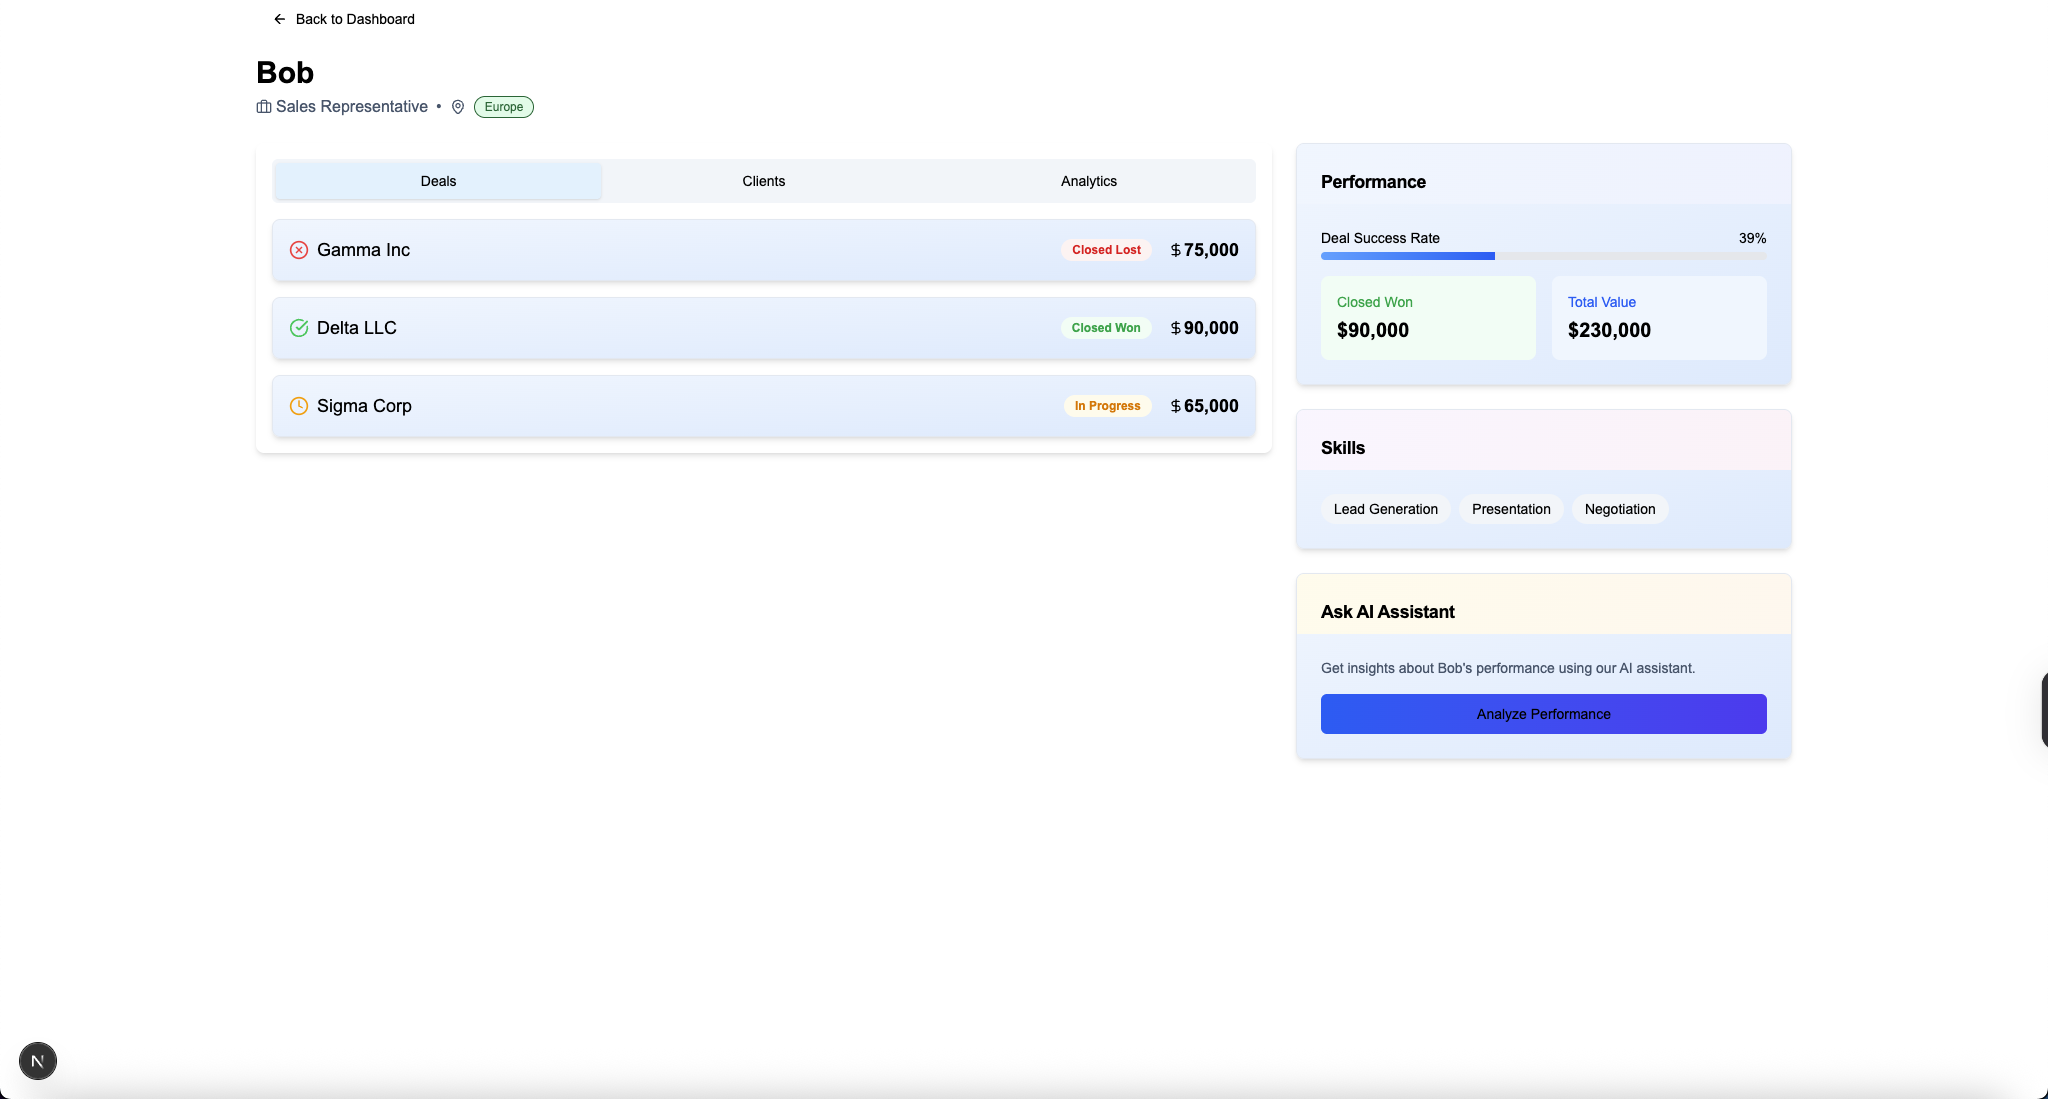 Back to Dashboard
Bob
Sales Representative • Europe
Deals Clients Analytics
Gamma Inc Closed Lost $75,000
Delta LLC Closed Won $90,000
Sigma Corp In Progress $65,000
Performance
Deal Success Rate 39%
Closed Won Total Value
$90,000 $230,000
Skills
Lead Generation Presentation Negotiation
Ask AI Assistant
Get insights about Bob's performance using our AI assistant.
Analyze Performance
N